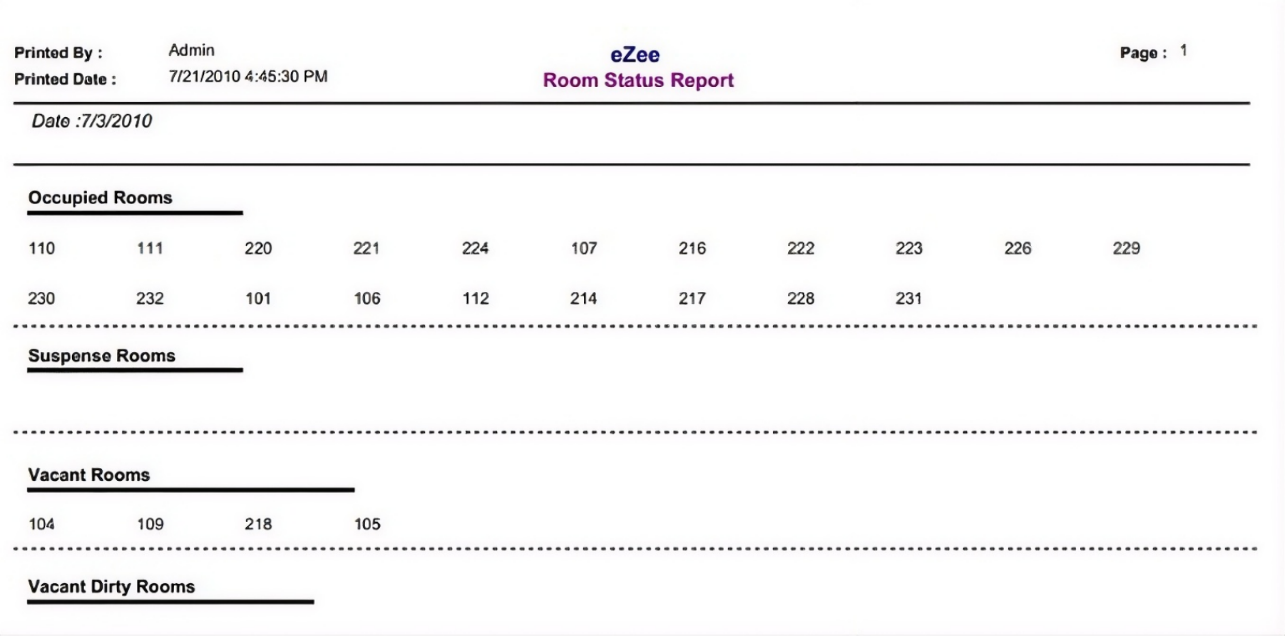 Printed By : Admin eZee Page : 1
Printed Date : 7/21/2010 4:45:30 PM Room Status Report
Date :7/3/2010
Occupied Rooms
110 111 220 221 224 107 216 222 223 226 229
230 232 101 106 112 214 217 228 231
Suspense Rooms
Vacant Rooms
104 109 218 105
Vacant Dirty Rooms